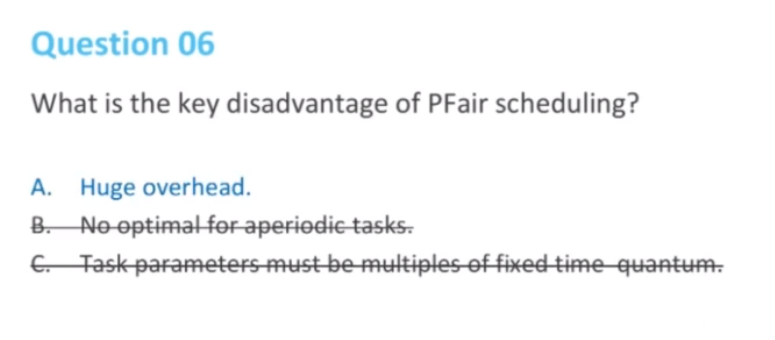 Question 06
What is the key disadvantage of PFair scheduling?
A. Huge overhead.
B. No optimal for aperiodic tasks.
C. Task parameters must be multiples of fixed time quantum.